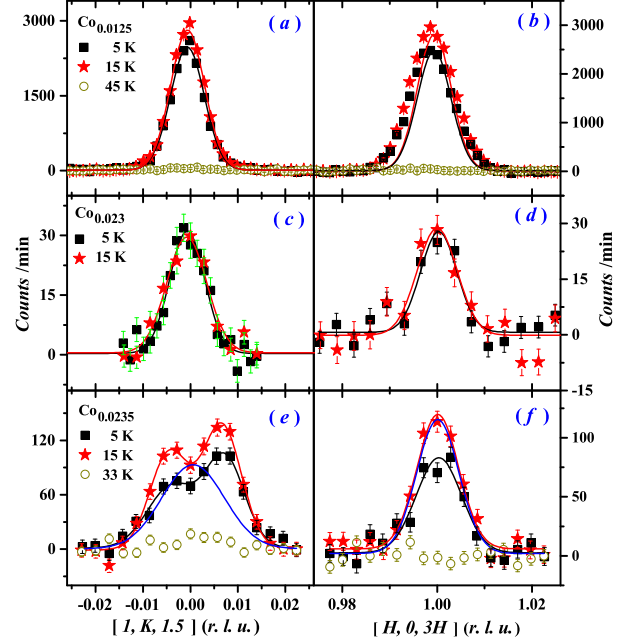 ( a )
( b )
Co0.0125
5 K
15 K
45 K
3000
1500
0
3000
2000
1000
0
( c )
( d )
Co0.023
5 K
15 K
30
15
0
30
15
0
-15
Counts /min
Counts /min
( e )
( f )
Co0.0235
5 K
15 K
33 K
120
90
60
30
0
100
50
0
-0.02 -0.01 0.00 0.01 0.02
0.98 1.00 1.02
[ 1, K, 1.5 ] (r. l. u.)
[ H, 0, 3H ] (r. l. u.)